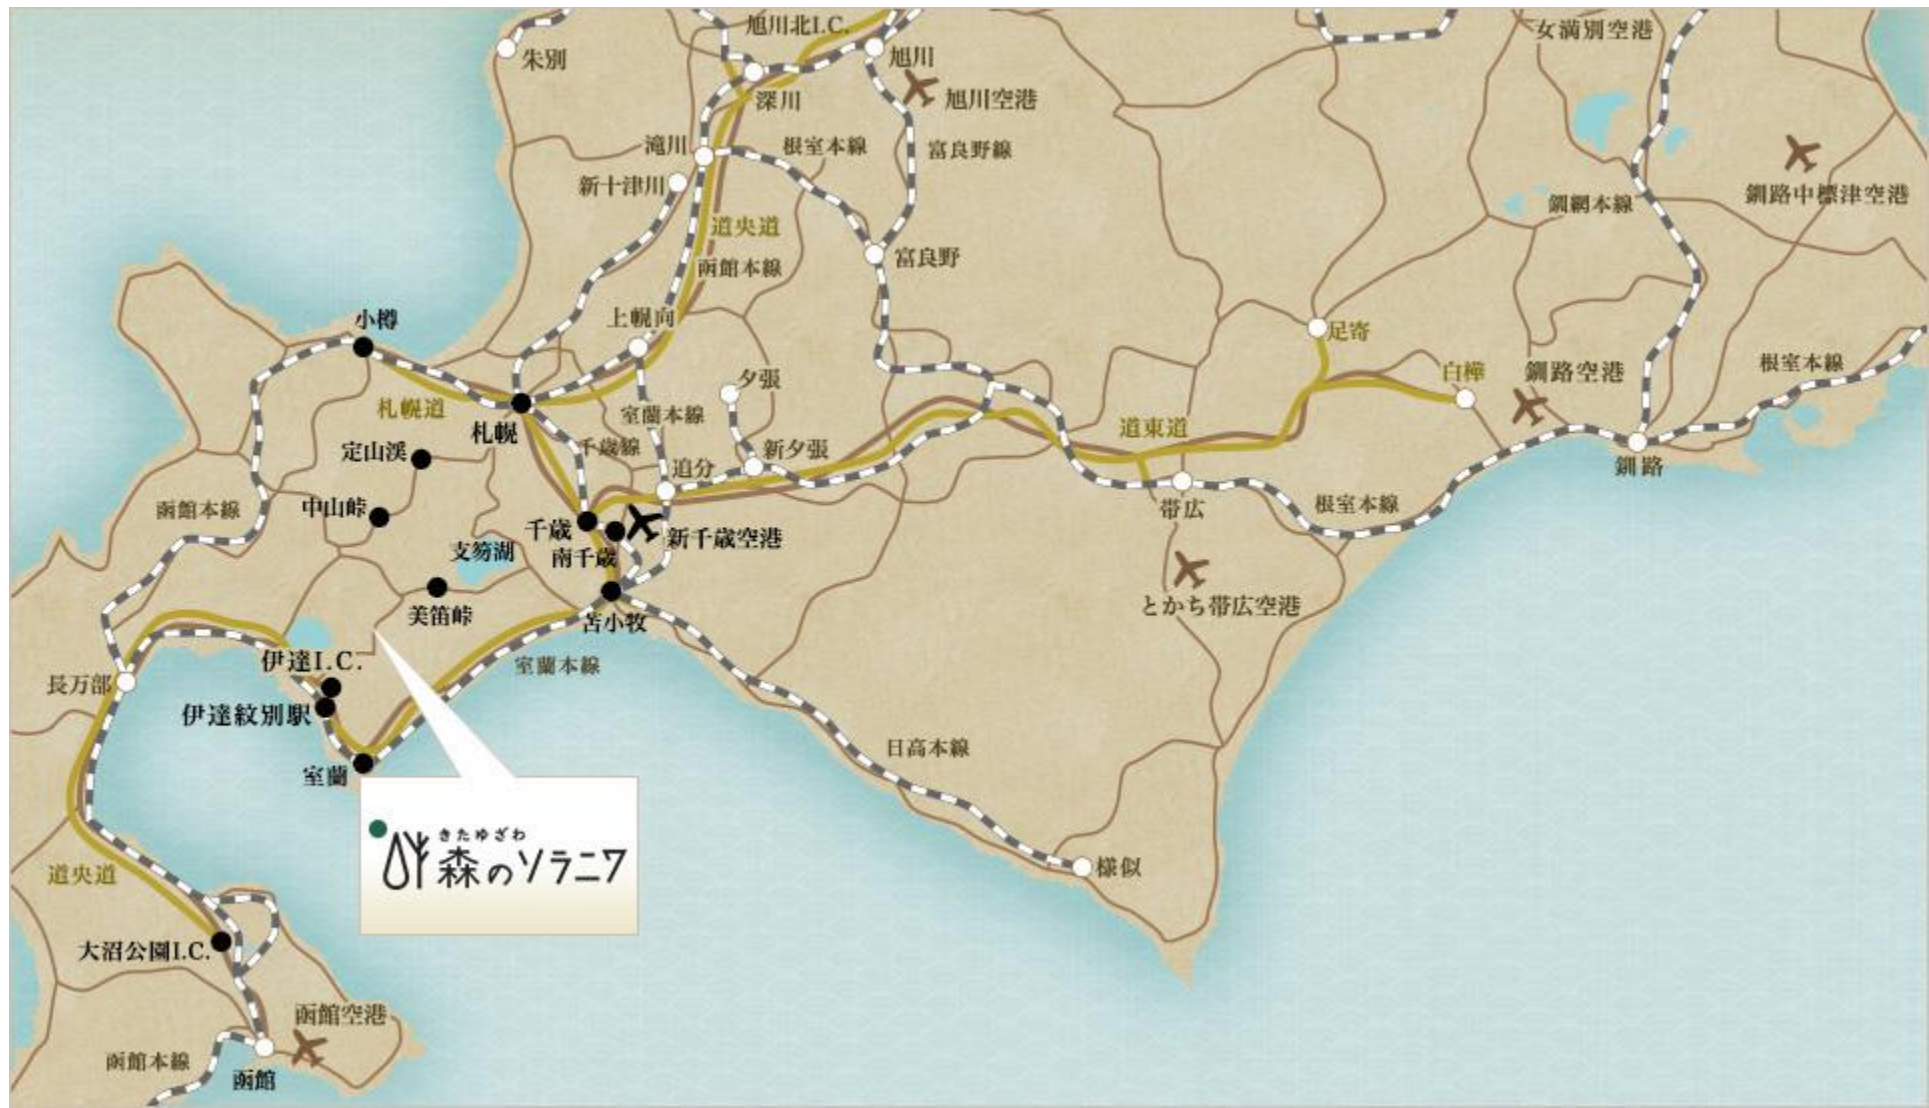 旭川北I.C.
女満別空港
朱別
旭川
深川
旭川空港
滝川
根室本線
富良野線
新十津川
釧路中標津空港
釧網本線
道央道
函館本線
富良野
小樽
上幌向
足寄
釧路空港
根室本線
白樺
夕張
札幌道
室蘭本線
道東道
札幌
千歳線
新夕張
定山渓
追分
釧路
函館本線
中山峠
帯広
根室本線
千歳
新千歳空港
支笏湖
南千歳
美笛峠
とかち帯広空港
苫小牧
伊達I.C.
室蘭本線
長万部
伊達紋別駅
日高本線
室蘭
きたゆざわ
森のソラニワ
様似
道央道
大沼公園I.C.
函館空港
函館本線
函館